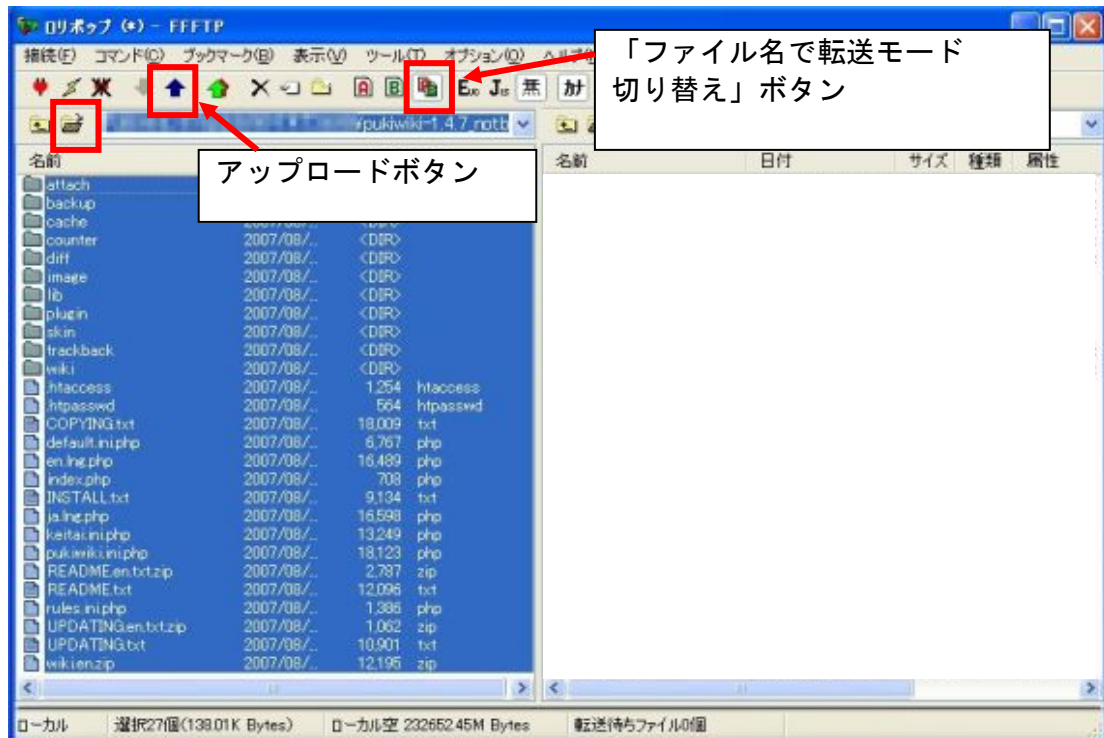 ロリポップ (*) - FFFTP
接続(F) コマンド(C) ブックマーク(B) 表示(V) ツール(T) オプション(O)
「ファイル名で転送モード
切り替え」ボタン
無 カナ
/pukiwiki-1.4.7_notb
アップロードボタン
名前
名前 日付 サイズ 種類 属性
attach
backup
cache 2007/08/... <DIR>
counter 2007/08/... <DIR>
diff 2007/08/... <DIR>
image 2007/08/... <DIR>
lib 2007/08/... <DIR>
plugin 2007/08/... <DIR>
skin 2007/08/... <DIR>
trackback 2007/08/... <DIR>
wiki 2007/08/... <DIR>
.htaccess 2007/08/... 1,254 htaccess
.htpasswd 2007/08/... 564 htpasswd
COPYING.txt 2007/08/... 18,009 txt
default.ini.php 2007/08/... 6,767 php
en.lng.php 2007/08/... 16,489 php
index.php 2007/08/... 708 php
INSTALL.txt 2007/08/... 9,134 txt
ja.lng.php 2007/08/... 16,598 php
keitai.ini.php 2007/08/... 13,249 php
pukiwiki.ini.php 2007/08/... 18,123 php
README.en.txt.zip 2007/08/... 2,787 zip
README.txt 2007/08/... 12,096 txt
rules.ini.php 2007/08/... 1,386 php
UPDATING.en.txt.zip 2007/08/... 1,062 zip
UPDATING.txt 2007/08/... 10,901 txt
wiki.en.zip 2007/08/... 12,195 zip
ローカル 選択27個(138.01K Bytes) ローカル空 232652.45M Bytes 転送待ちファイル0個